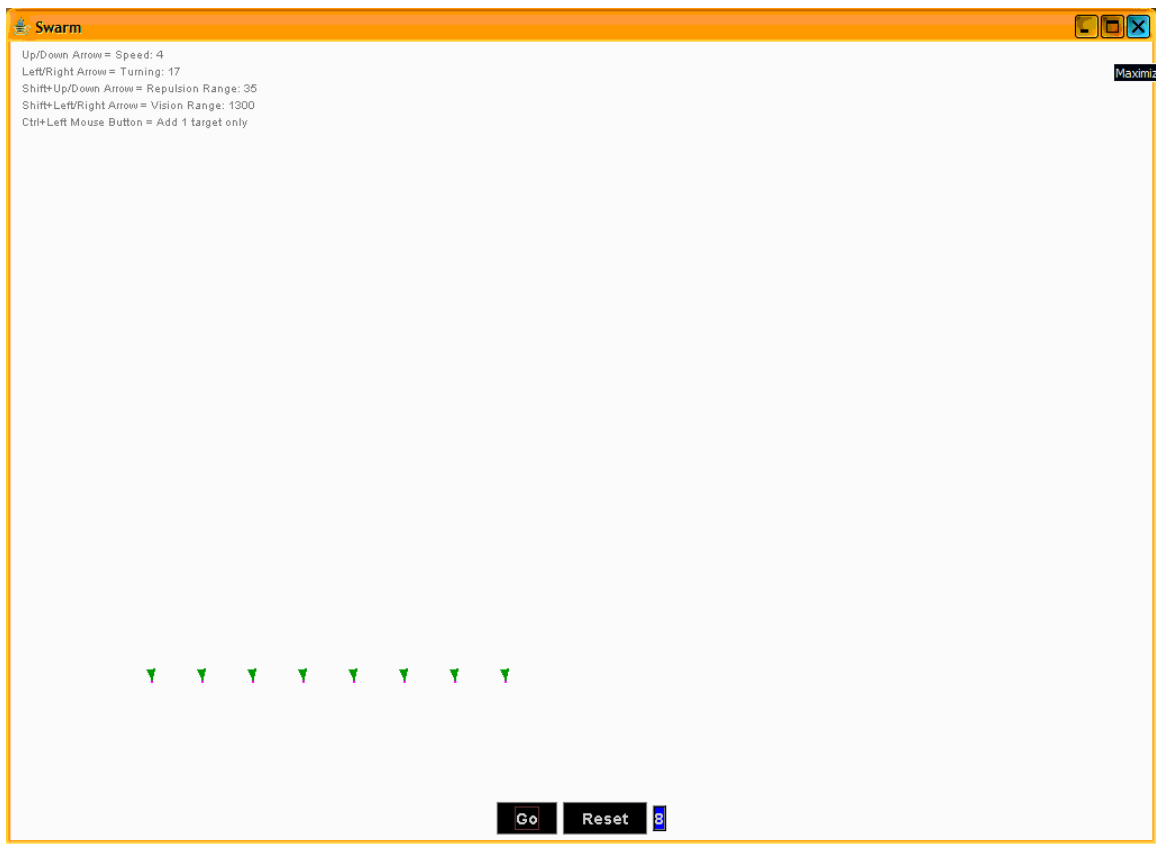 Swarm
Up/Down Arrow = Speed: 4
Left/Right Arrow = Turning: 17
Shift+Up/Down Arrow = Repulsion Range: 35
Shift+Left/Right Arrow = Vision Range: 1300
Ctrl+Left Mouse Button = Add 1 target only
Maximiz
Go Reset 8